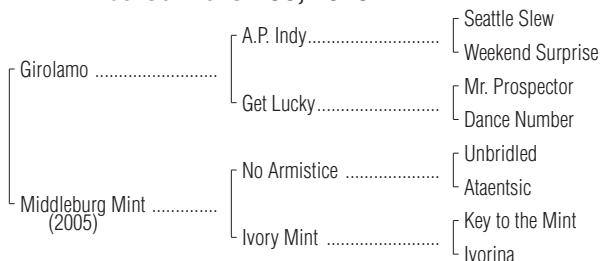 Seattle Slew
A.P. Indy
Weekend Surprise
Girolamo
Mr. Prospector
Get Lucky
Dance Number
Unbridled
No Armistice
Ataentsic
Middleburg Mint
(2005)
Key to the Mint
Ivory Mint
Ivorina